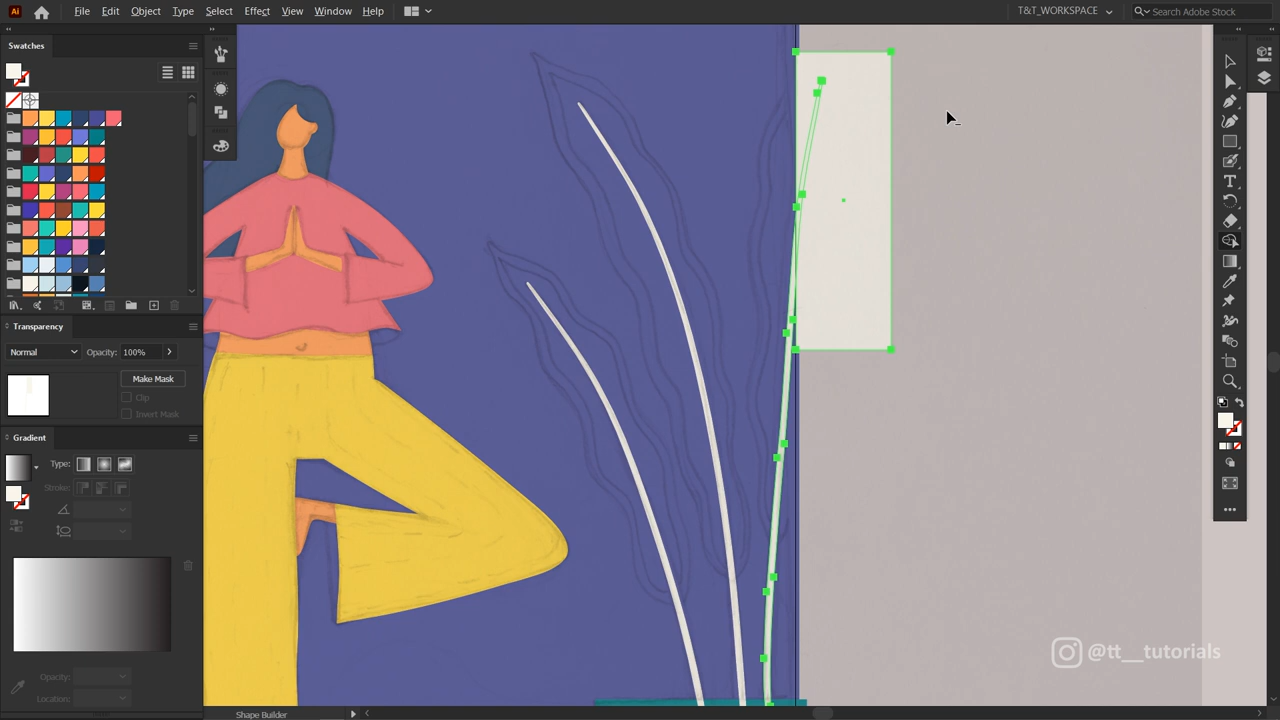 Ai File Edit Object Type Select Effect View Window Help T&T_WORKSPACE Search Adobe Stock
Swatches
Transparency
Normal Opacity: 100%
Make Mask
Clip
Invert Mask
Gradient
Type:
Stroke:
Opacity:
Location:
@tt__tutorials
Shape Builder